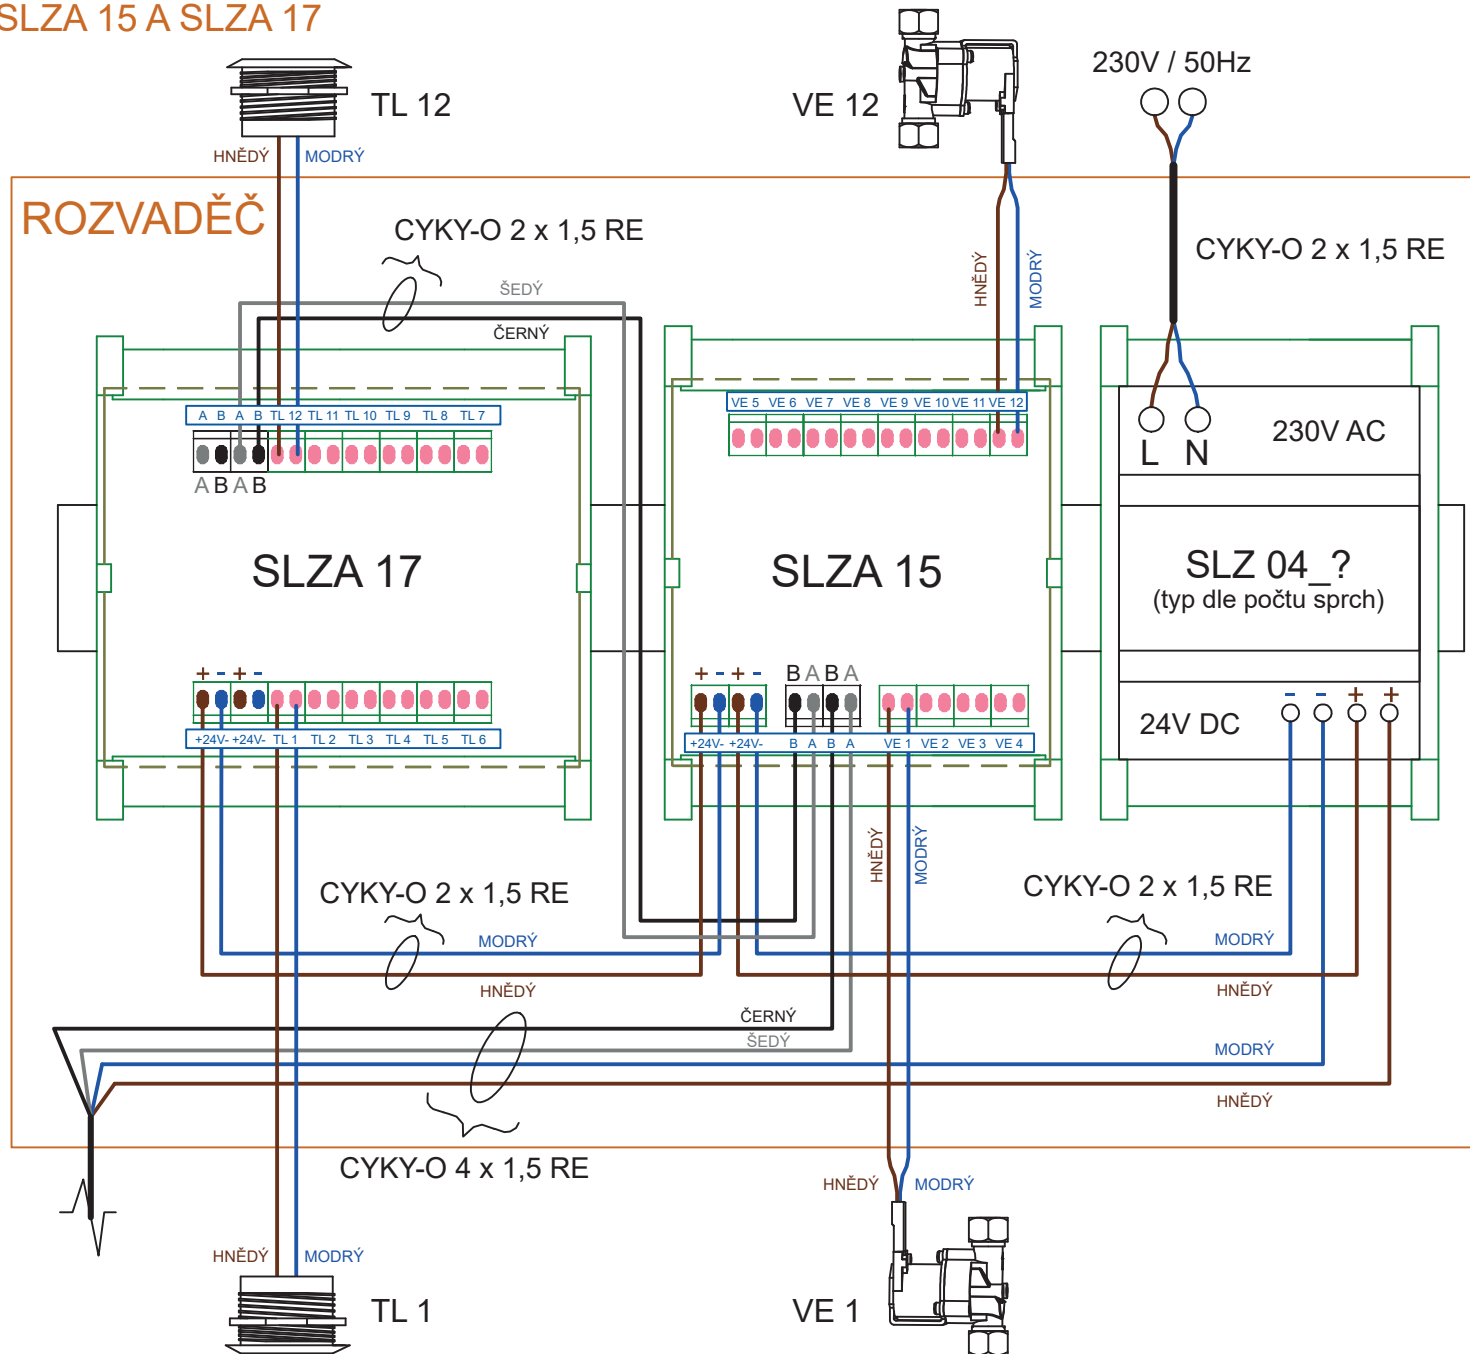 SLZA 15 A SLZA 17
TL 12
VE 12
230V / 50Hz
HNĚDÝ
MODRÝ
ROZVADĚČ
CYKY-O 2 x 1,5 RE
CYKY-O 2 x 1,5 RE
HNĚDÝ
MODRÝ
ŠEDÝ
ČERNÝ
A B A B TL 12 TL 11 TL 10 TL 9 TL 8 TL 7
A B A B
VE 5 VE 6 VE 7 VE 8 VE 9 VE 10 VE 11 VE 12
L N
230V AC
SLZA 17
SLZA 15
SLZ 04_?
(typ dle počtu sprch)
+ - + -
+24V- +24V- TL 1 TL 2 TL 3 TL 4 TL 5 TL 6
+ - + -
B A B A
+24V- +24V- B A B A VE 1 VE 2 VE 3 VE 4
- - + +
24V DC
HNĚDÝ
MODRÝ
CYKY-O 2 x 1,5 RE
CYKY-O 2 x 1,5 RE
MODRÝ
HNĚDÝ
MODRÝ
HNĚDÝ
ČERNÝ
ŠEDÝ
MODRÝ
HNĚDÝ
CYKY-O 4 x 1,5 RE
HNĚDÝ
MODRÝ
HNĚDÝ
MODRÝ
TL 1
VE 1